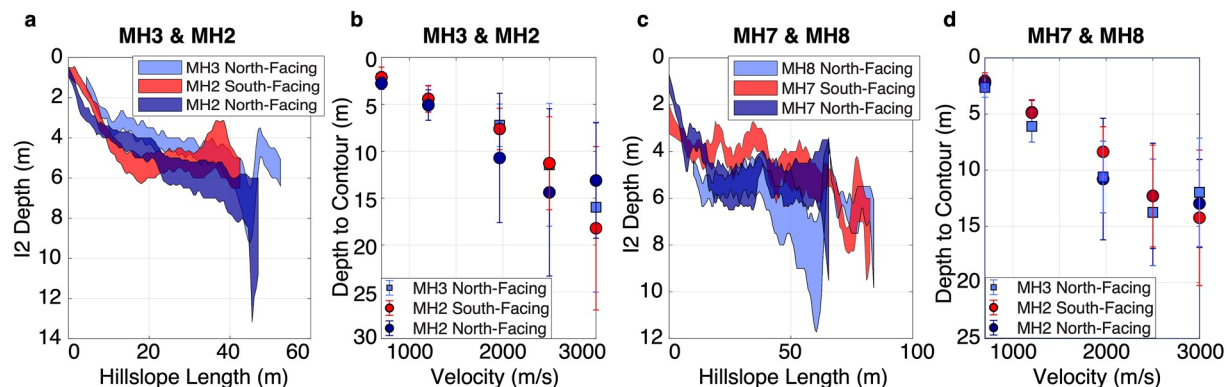 a
MH3 & MH2
0
2
4
6
8
10
12
14
I2 Depth (m)
MH3 North-Facing
MH2 South-Facing
MH2 North-Facing
0 20 40 60
Hillslope Length (m)
b
MH3 & MH2
0
5
10
15
20
25
30
Depth to Contour (m)
MH3 North-Facing
MH2 South-Facing
MH2 North-Facing
1000 2000 3000
Velocity (m/s)
c
MH7 & MH8
0
2
4
6
8
10
12
I2 Depth (m)
MH8 North-Facing
MH7 South-Facing
MH7 North-Facing
0 50 100
Hillslope Length (m)
d
MH7 & MH8
0
5
10
15
20
25
Depth to Contour (m)
MH3 North-Facing
MH2 South-Facing
MH2 North-Facing
1000 2000 3000
Velocity (m/s)